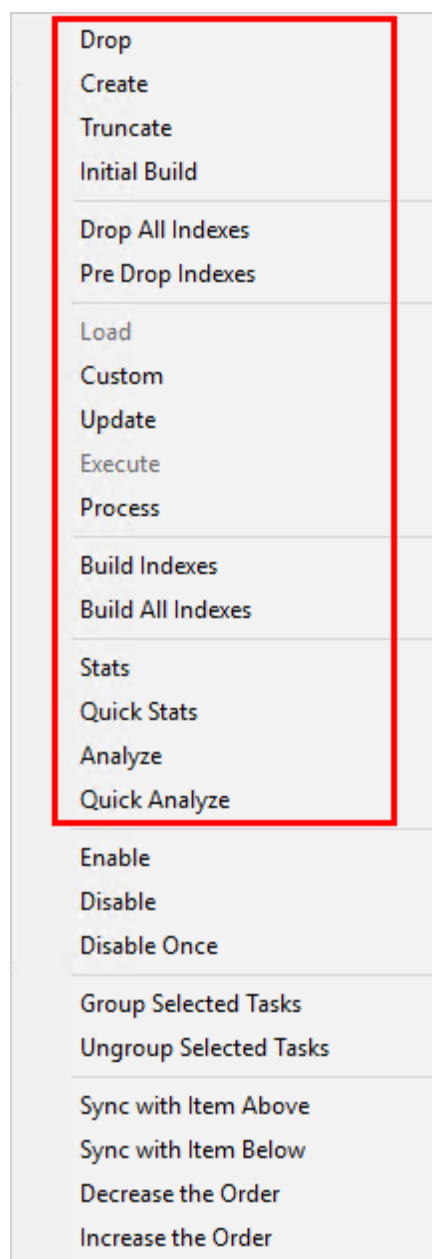 Drop
Create
Truncate
Initial Build
Drop All Indexes
Pre Drop Indexes
Load
Custom
Update
Execute
Process
Build Indexes
Build All Indexes
Stats
Quick Stats
Analyze
Quick Analyze
Enable
Disable
Disable Once
Group Selected Tasks
Ungroup Selected Tasks
Sync with Item Above
Sync with Item Below
Decrease the Order
Increase the Order